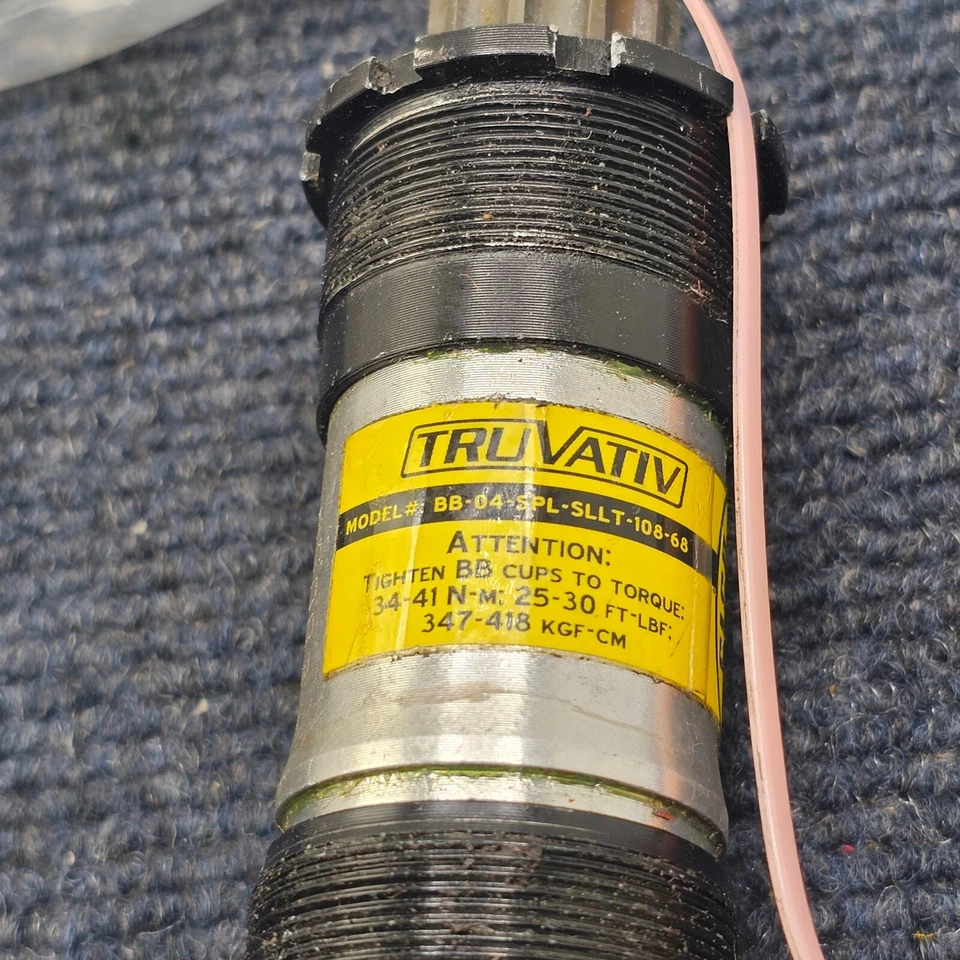 TRUVATIV
MODEL#: BB-04-SPL-SLLT-108-68
ATTENTION:
TIGHTEN BB CUPS TO TORQUE:
34-41 N-M; 25-30 FT-LBF;
347-418 KGF-CM